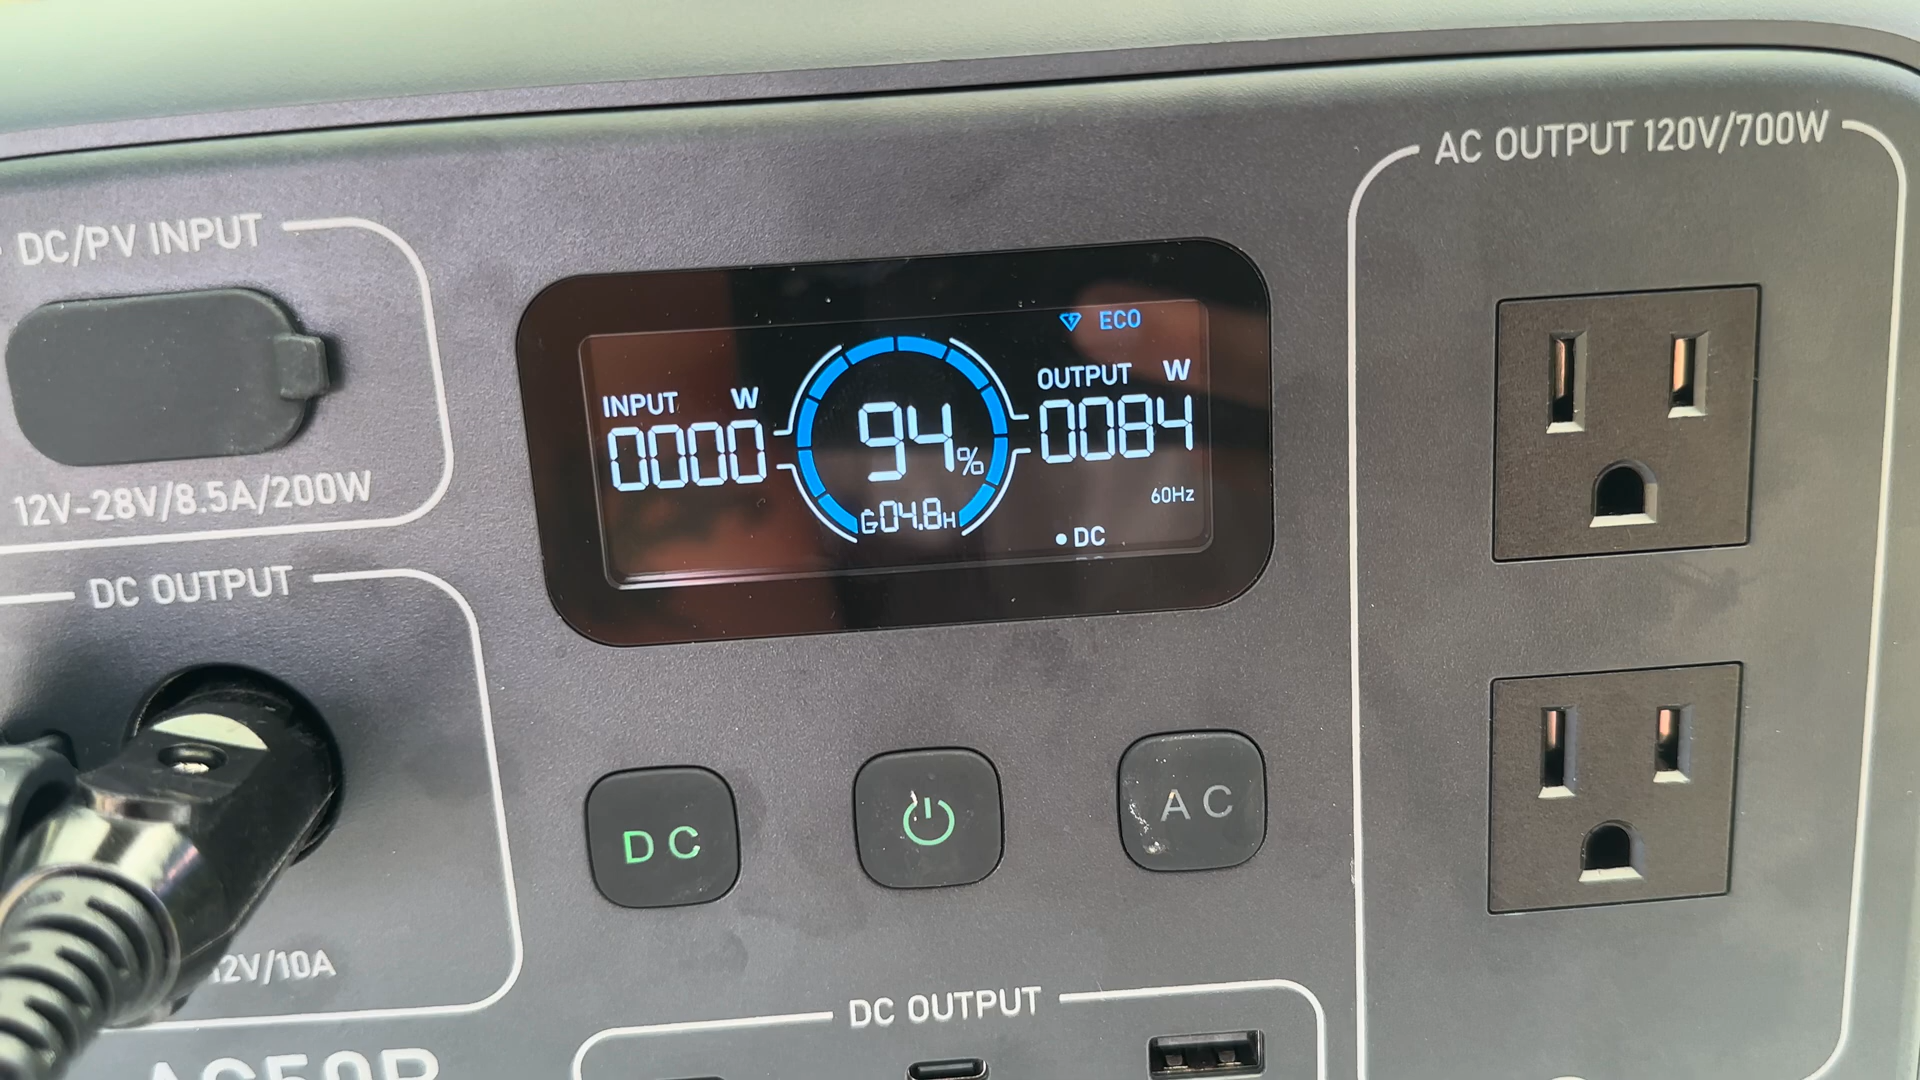 AC OUTPUT 120V/700W
DC/PV INPUT
12V-28V/8.5A/200W
ECO
INPUT W
0000
94%
04.8H
OUTPUT W
0084
60Hz
• DC
DC OUTPUT
12V/10A
DC
AC
DC OUTPUT